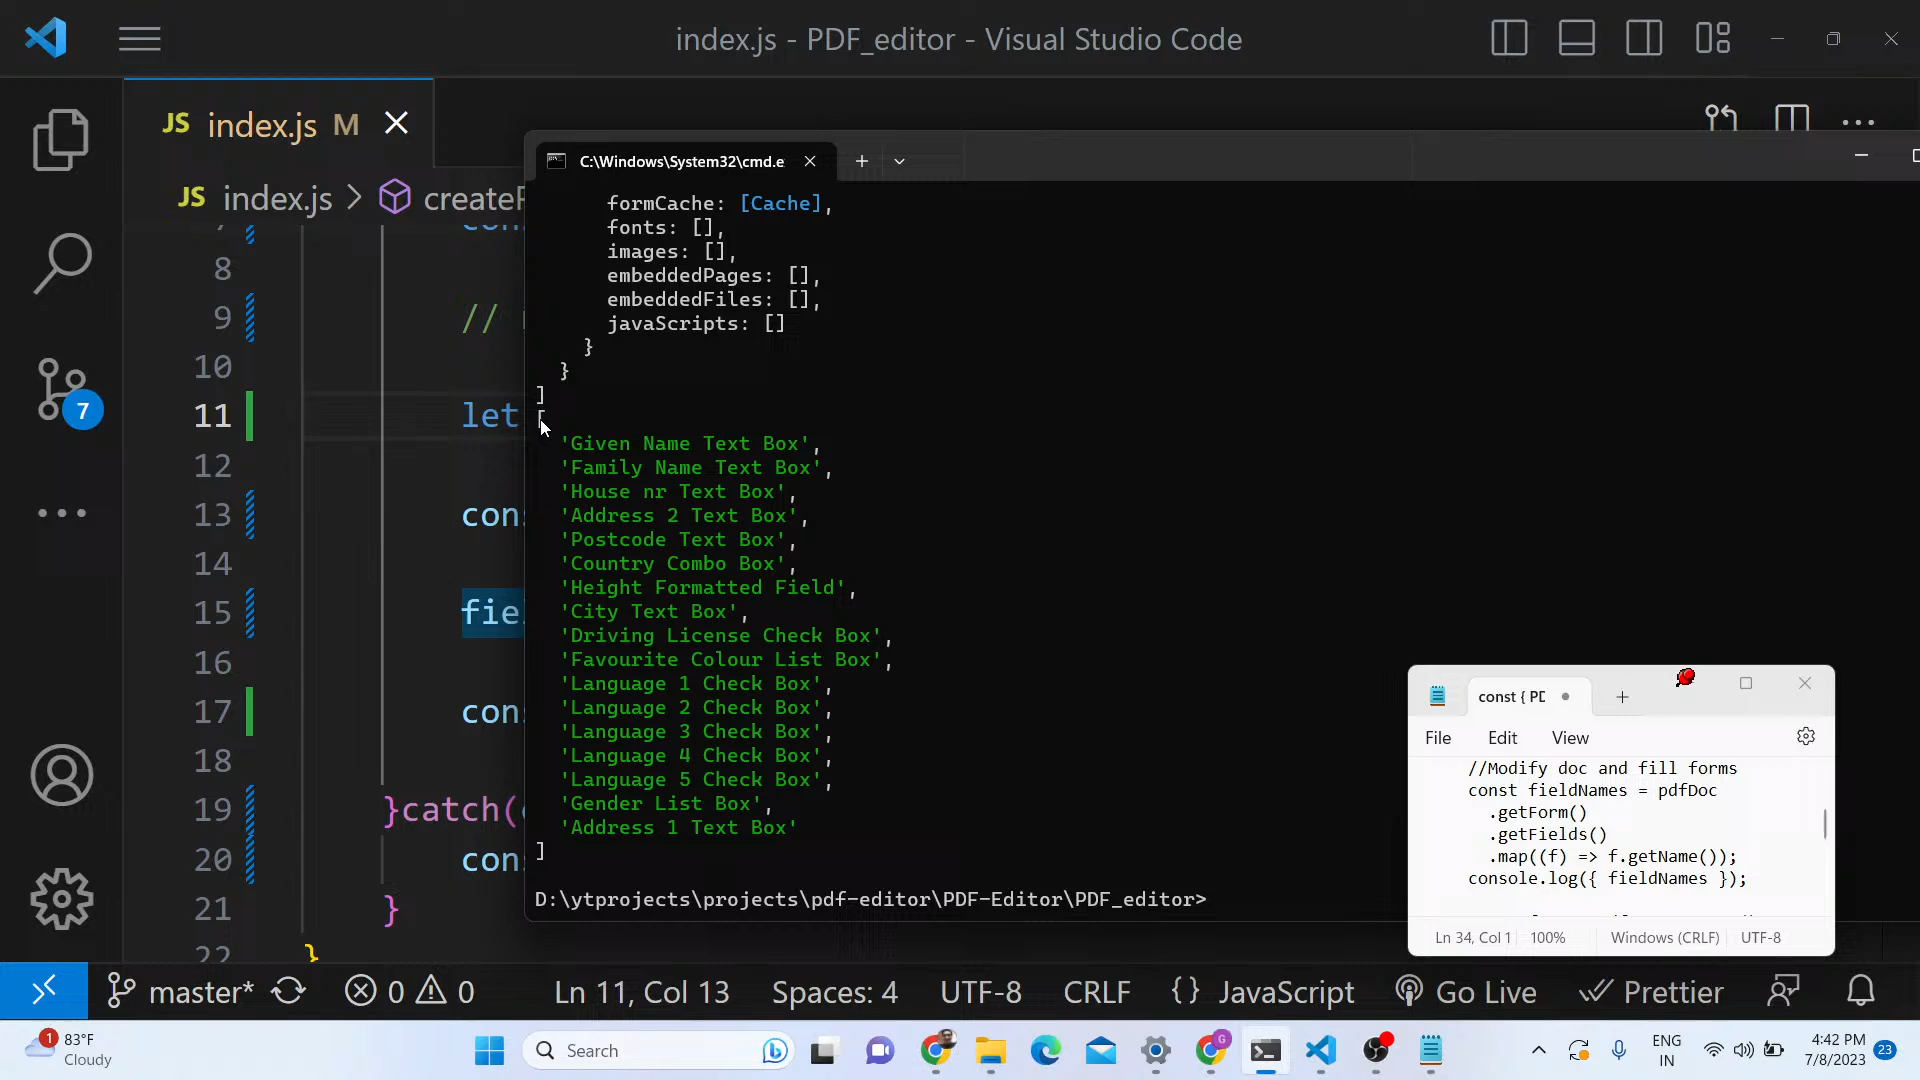 index.js - PDF_editor - Visual Studio Code
JS index.js M
JS index.js >
C:\Windows\System32\cmd.e
8
9 //
10
11 let
12
13
14
15
16
17
18
19 }catch(
20
21 }
22 }
formCache: [Cache],
fonts: [],
images: [],
embeddedPages: [],
embeddedFiles: [],
javaScripts: []
}
}
]
[
'Given Name Text Box',
'Family Name Text Box',
'House nr Text Box',
'Address 2 Text Box',
'Postcode Text Box',
'Country Combo Box',
'Height Formatted Field',
'City Text Box',
'Driving License Check Box',
'Favourite Colour List Box',
'Language 1 Check Box',
'Language 2 Check Box',
'Language 3 Check Box',
'Language 4 Check Box',
'Language 5 Check Box',
'Gender List Box',
'Address 1 Text Box'
]
D:\ytprojects\projects\pdf-editor\PDF-Editor\PDF_editor>
const { PD
File Edit View
//Modify doc and fill forms
const fieldNames = pdfDoc
.getForm()
.getFields()
.map((f) => f.getName());
console.log({ fieldNames });
Ln 34, Col 1 100% Windows (CRLF) UTF-8
7
master* 0 0 Ln 11, Col 13 Spaces: 4 UTF-8 CRLF {} JavaScript Go Live Prettier
1 83°F
Cloudy
Search
G
ENG
IN
4:42 PM
7/8/2023
23